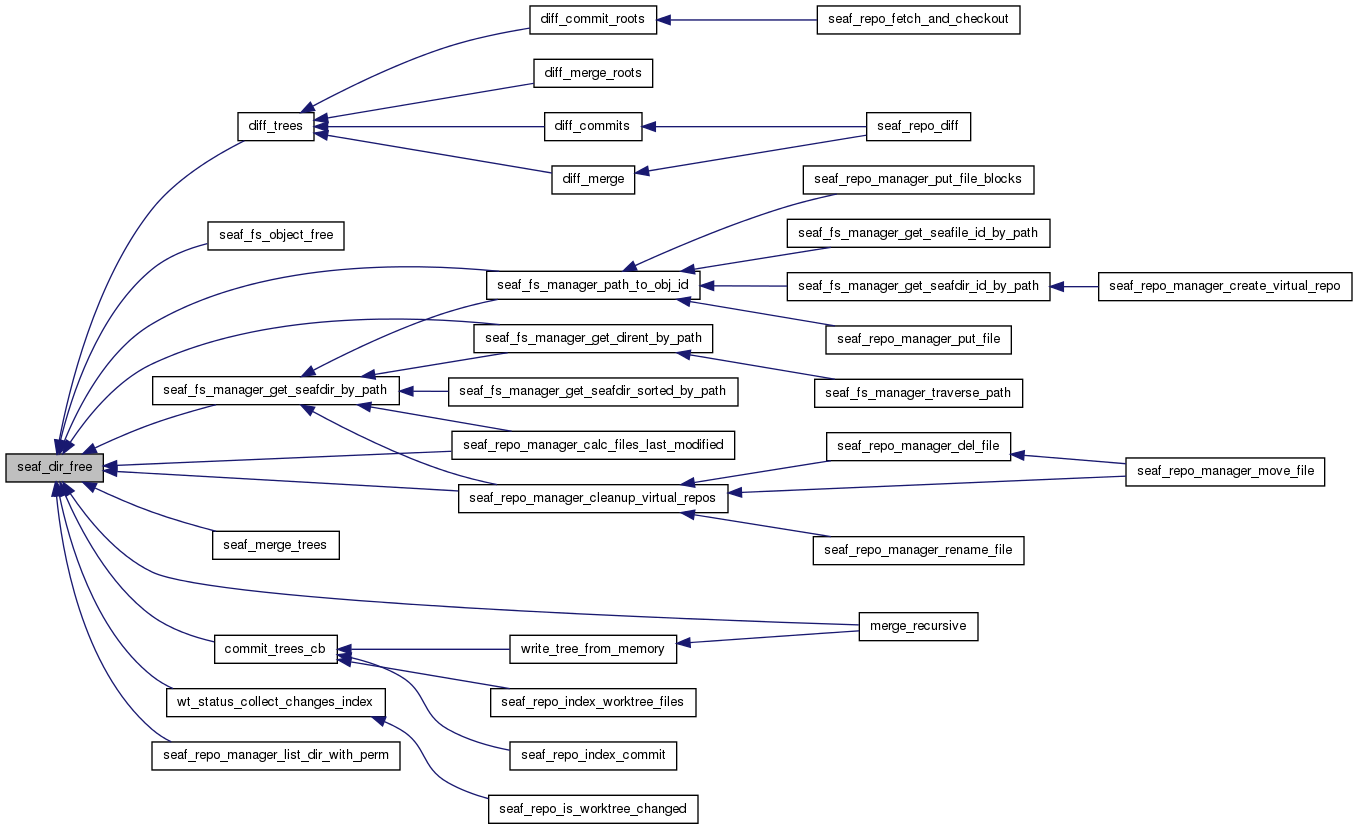 diff_commit_roots
seaf_repo_fetch_and_checkout
diff_merge_roots
diff_trees
diff_commits
seaf_repo_diff
diff_merge
seaf_repo_manager_put_file_blocks
seaf_fs_object_free
seaf_fs_manager_get_seafile_id_by_path
seaf_fs_manager_path_to_obj_id
seaf_fs_manager_get_seafdir_id_by_path
seaf_repo_manager_create_virtual_repo
seaf_fs_manager_get_dirent_by_path
seaf_repo_manager_put_file
seaf_fs_manager_get_seafdir_by_path
seaf_fs_manager_get_seafdir_sorted_by_path
seaf_fs_manager_traverse_path
seaf_repo_manager_calc_files_last_modified
seaf_repo_manager_del_file
seaf_dir_free
seaf_repo_manager_move_file
seaf_repo_manager_cleanup_virtual_repos
seaf_merge_trees
seaf_repo_manager_rename_file
merge_recursive
commit_trees_cb
write_tree_from_memory
wt_status_collect_changes_index
seaf_repo_index_worktree_files
seaf_repo_manager_list_dir_with_perm
seaf_repo_index_commit
seaf_repo_is_worktree_changed